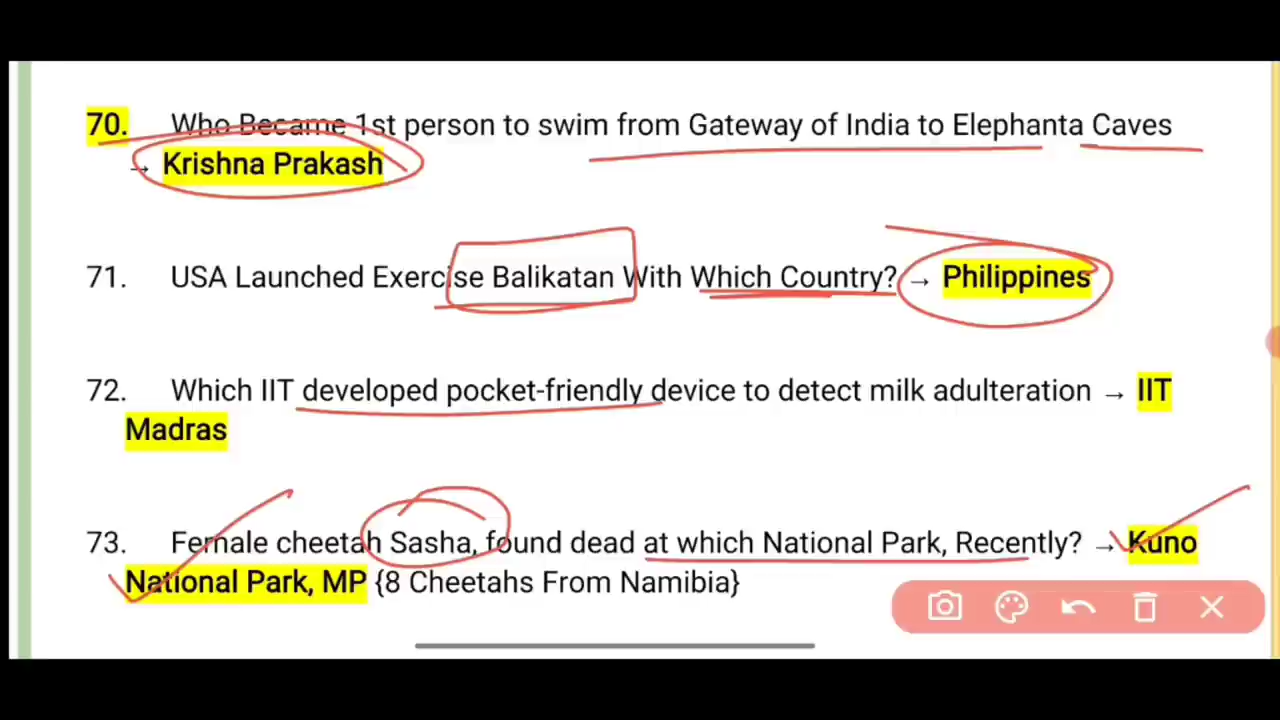 70. Who Became 1st person to swim from Gateway of India to Elephanta Caves
→ Krishna Prakash
71. USA Launched Exercise Balikatan With Which Country? → Philippines
72. Which IIT developed pocket-friendly device to detect milk adulteration → IIT
Madras
73. Female cheetah Sasha, found dead at which National Park, Recently? → Kuno
National Park, MP {8 Cheetahs From Namibia}